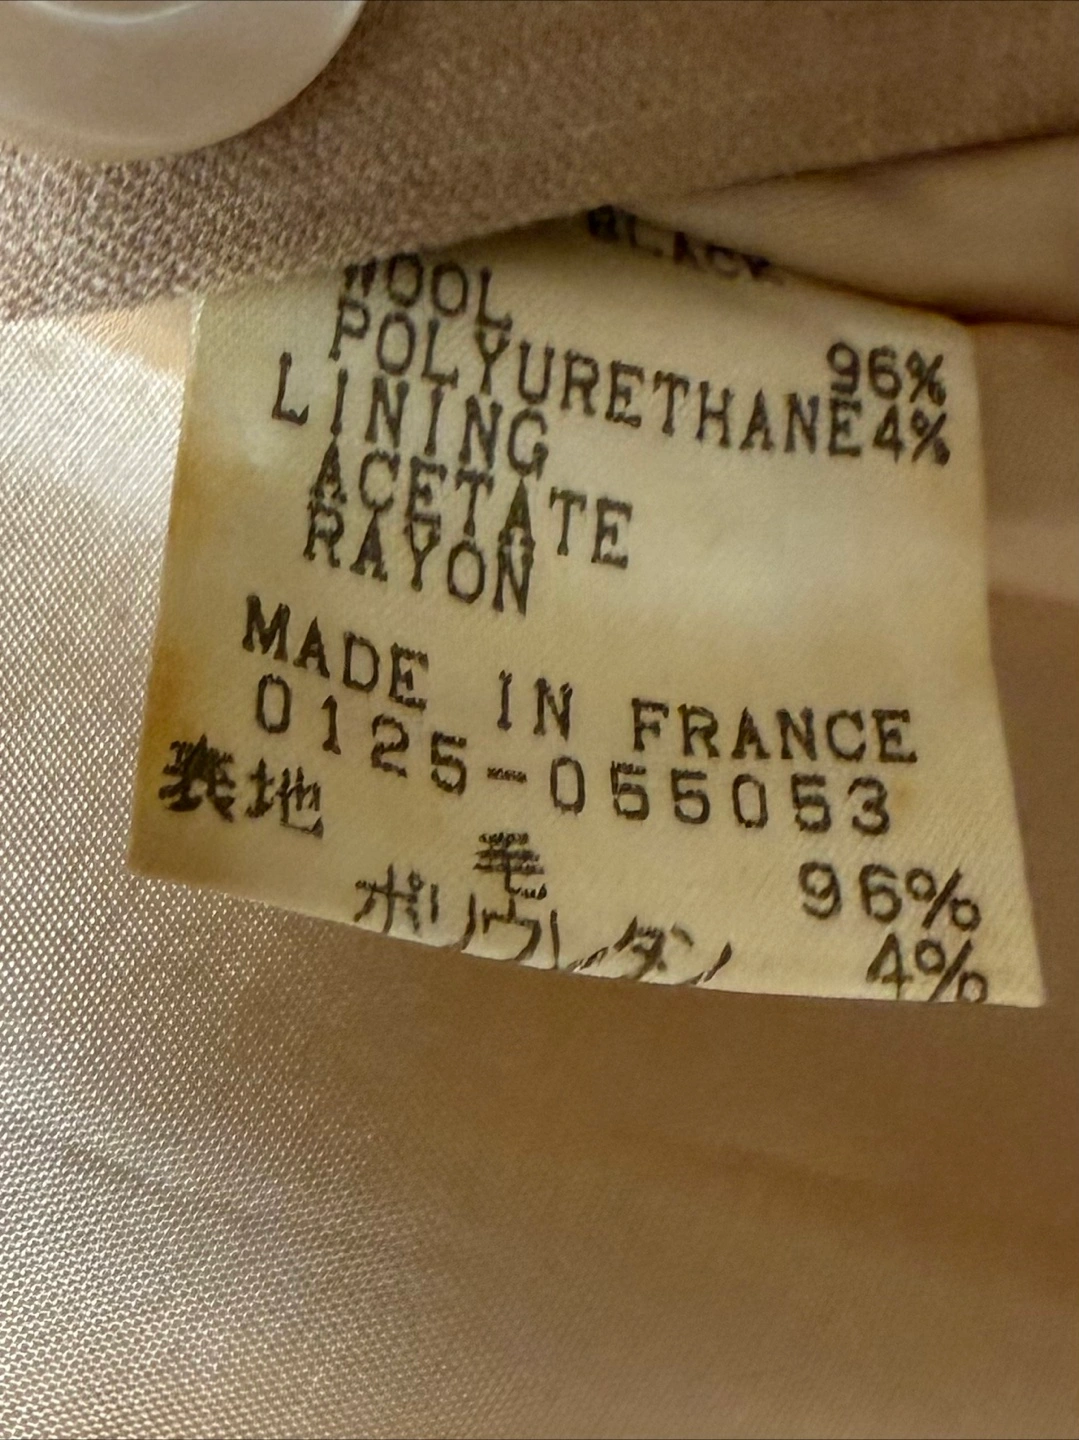 BLACK
WOOL 96%
POLYURETHANE 4%
LINING
ACETATE
RAYON
MADE IN FRANCE
0125-055053
表地
毛 96%
ポリウレタン 4%